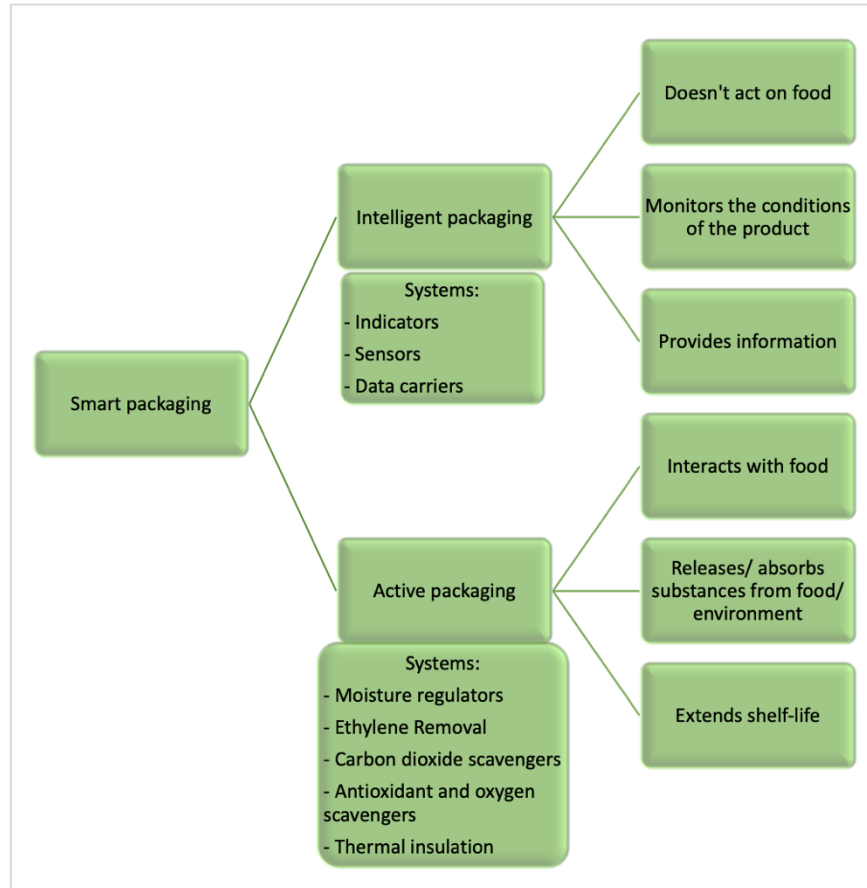 Smart packaging
Intelligent packaging
Systems:
- Indicators
- Sensors
- Data carriers
Doesn't act on food
Monitors the conditions
of the product
Provides information
Active packaging
Systems:
- Moisture regulators
- Ethylene Removal
- Carbon dioxide scavengers
- Antioxidant and oxygen
scavengers
- Thermal insulation
Interacts with food
Releases/ absorbs
substances from food/
environment
Extends shelf-life